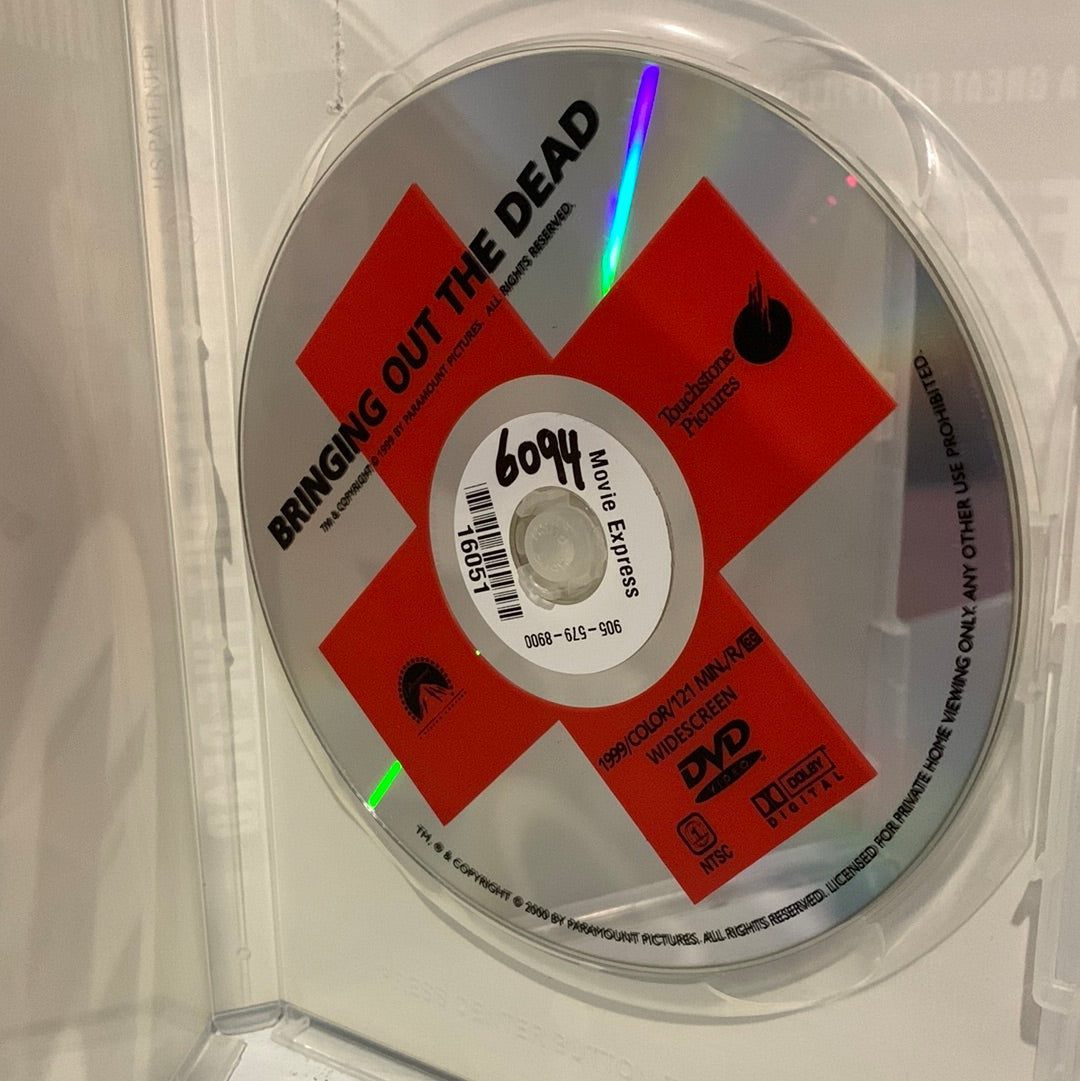 BRINGING OUT THE DEAD
TM & COPYRIGHT © 1999 BY PARAMOUNT PICTURES. ALL RIGHTS RESERVED.
Touchstone
Pictures
6094
Movie Express
16051
905-579-8900
1999/COLOR/121 MIN./R/CC
WIDESCREEN
DVD
VIDEO
DOLBY
DIGITAL
1
NTSC
TM, ® & COPYRIGHT © 2000 BY PARAMOUNT PICTURES. ALL RIGHTS RESERVED. LICENSED FOR PRIVATE HOME VIEWING ONLY. ANY OTHER USE PROHIBITED.